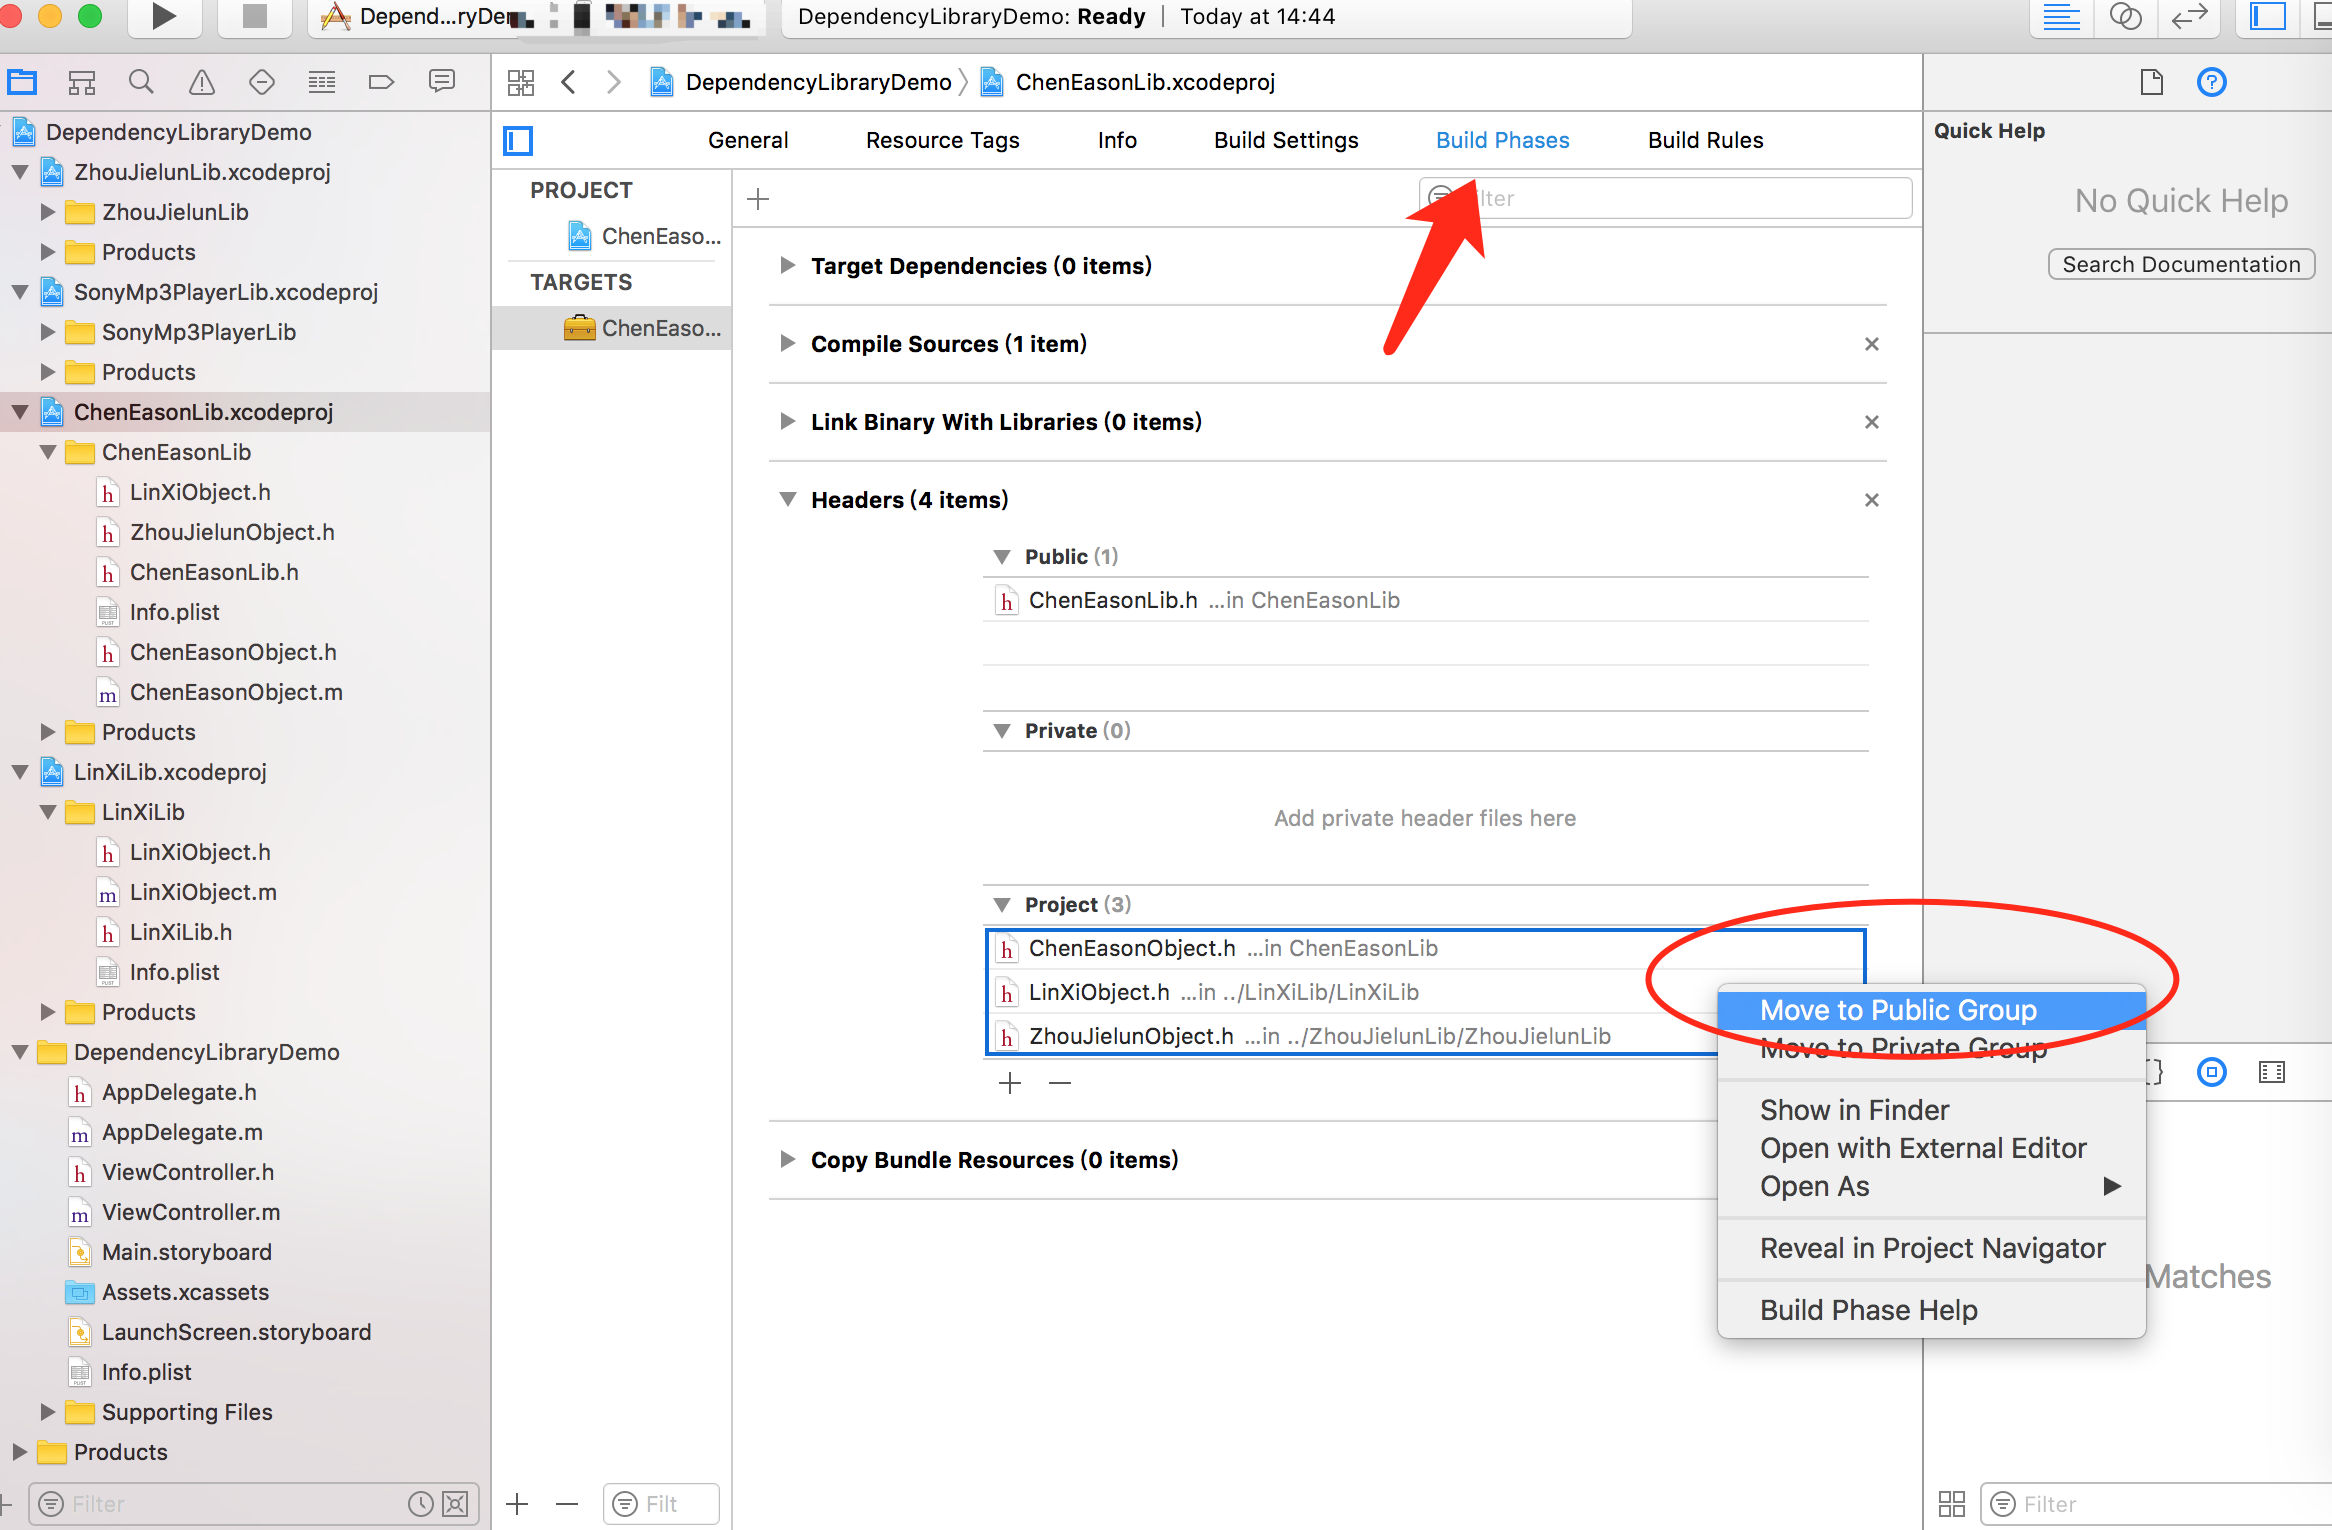 Depend...ryDem
DependencyLibraryDemo: Ready | Today at 14:44
DependencyLibraryDemo
ChenEasonLib.xcodeproj
General
Resource Tags
Info
Build Settings
Build Phases
Build Rules
Quick Help
No Quick Help
Search Documentation
DependencyLibraryDemo
ZhouJielunLib.xcodeproj
ZhouJielunLib
Products
SonyMp3PlayerLib.xcodeproj
SonyMp3PlayerLib
Products
ChenEasonLib.xcodeproj
ChenEasonLib
LinXiObject.h
ZhouJielunObject.h
ChenEasonLib.h
Info.plist
ChenEasonObject.h
ChenEasonObject.m
Products
LinXiLib.xcodeproj
LinXiLib
LinXiObject.h
LinXiObject.m
LinXiLib.h
Info.plist
Products
DependencyLibraryDemo
AppDelegate.h
AppDelegate.m
ViewController.h
ViewController.m
Main.storyboard
Assets.xcassets
LaunchScreen.storyboard
Info.plist
Supporting Files
Products
Filter
PROJECT
ChenEaso...
TARGETS
ChenEaso...
Filt
lter
Target Dependencies (0 items)
Compile Sources (1 item)
Link Binary With Libraries (0 items)
Headers (4 items)
Public (1)
ChenEasonLib.h ...in ChenEasonLib
Private (0)
Add private header files here
Project (3)
ChenEasonObject.h ...in ChenEasonLib
LinXiObject.h ...in ../LinXiLib/LinXiLib
ZhouJielunObject.h ...in ../ZhouJielunLib/ZhouJielunLib
Copy Bundle Resources (0 items)
Move to Public Group
Move to Private Group
Show in Finder
Open with External Editor
Open As
Reveal in Project Navigator
Build Phase Help
Matches
Filter